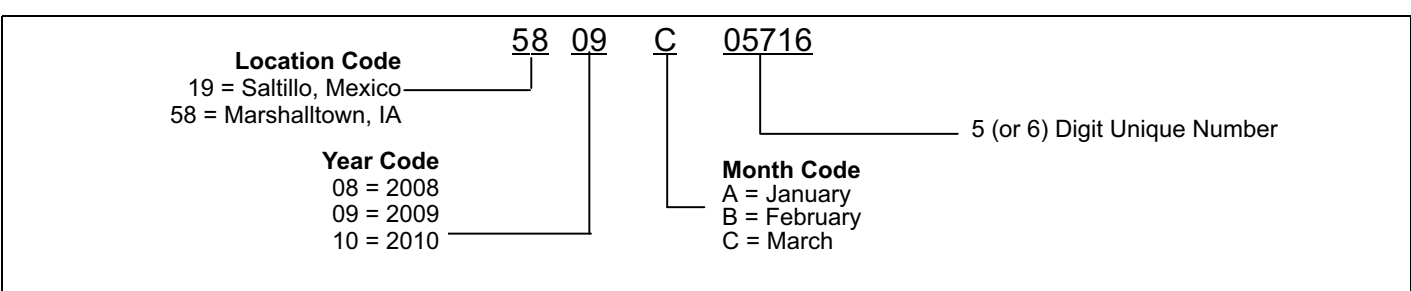 58 09 C 05716
Location Code
19 = Saltillo, Mexico
58 = Marshalltown, IA
5 (or 6) Digit Unique Number
Year Code
08 = 2008
09 = 2009
10 = 2010
Month Code
A = January
B = February
C = March